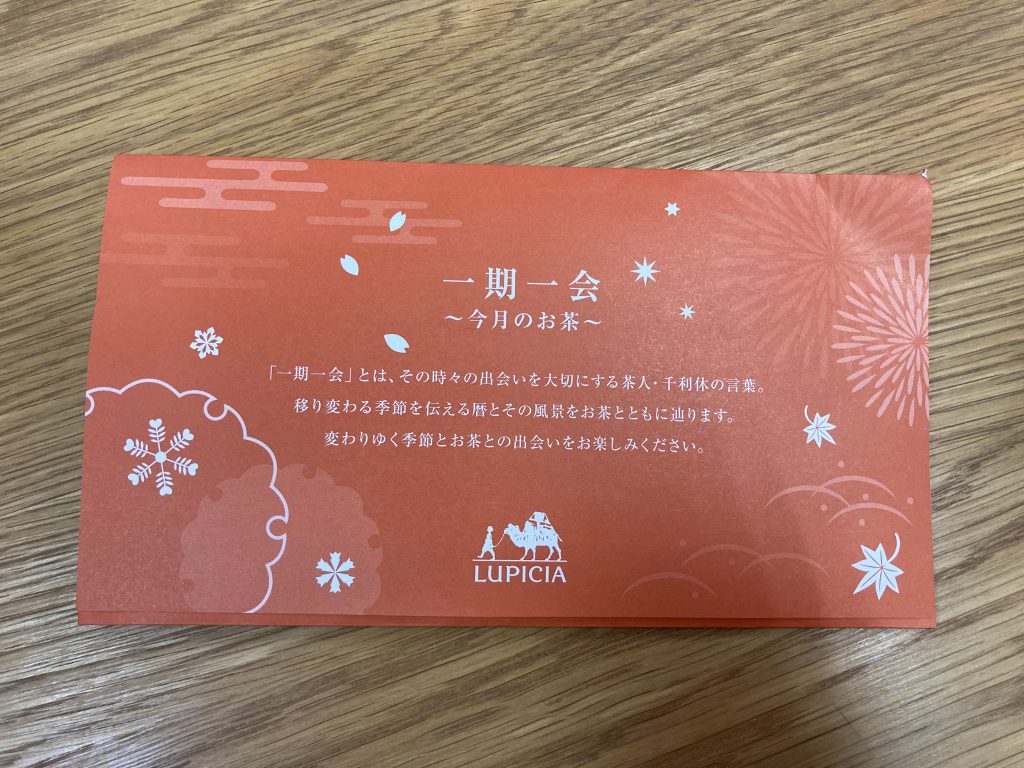 一期一会
〜今月のお茶〜
「一期一会」とは、その時々の出会いを大切にする茶人・千利休の言葉。
移り変わる季節を伝える暦とその風景をお茶とともに辿ります。
変わりゆく季節とお茶との出会いをお楽しみください。
LUPICIA